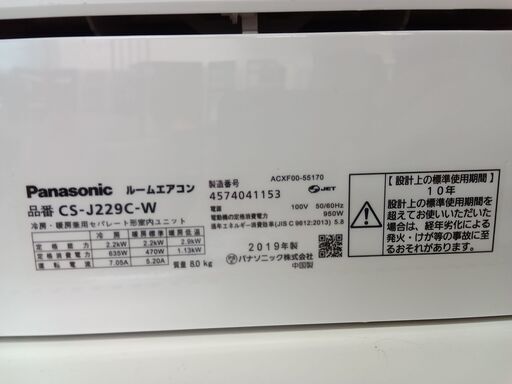 Panasonic ルームエアコン
品番 CS-J229C-W
冷房・暖房兼用セパレート形室内ユニット
冷房 暖房標準 暖房低温
定格能力 2.2kW 2.2kW 2.9kW
定格消費電力 635W 470W 1.13kW
運転電流 7.05A 5.20A
質量 8.0 kg
ACXF00-55170
製造番号
4574041153
JET
電源 100V 50/60Hz
電動機の定格消費電力 950W
通年エネルギー消費効率(JIS C 9612:2013) 5.8
2019年製
パナソニック株式会社
中国製
【設計上の標準使用期間】
10年
設計上の標準使用期間を
超えてお使いいただいた
場合は、経年劣化による
発火・けが等の事故に至
るおそれがあります。